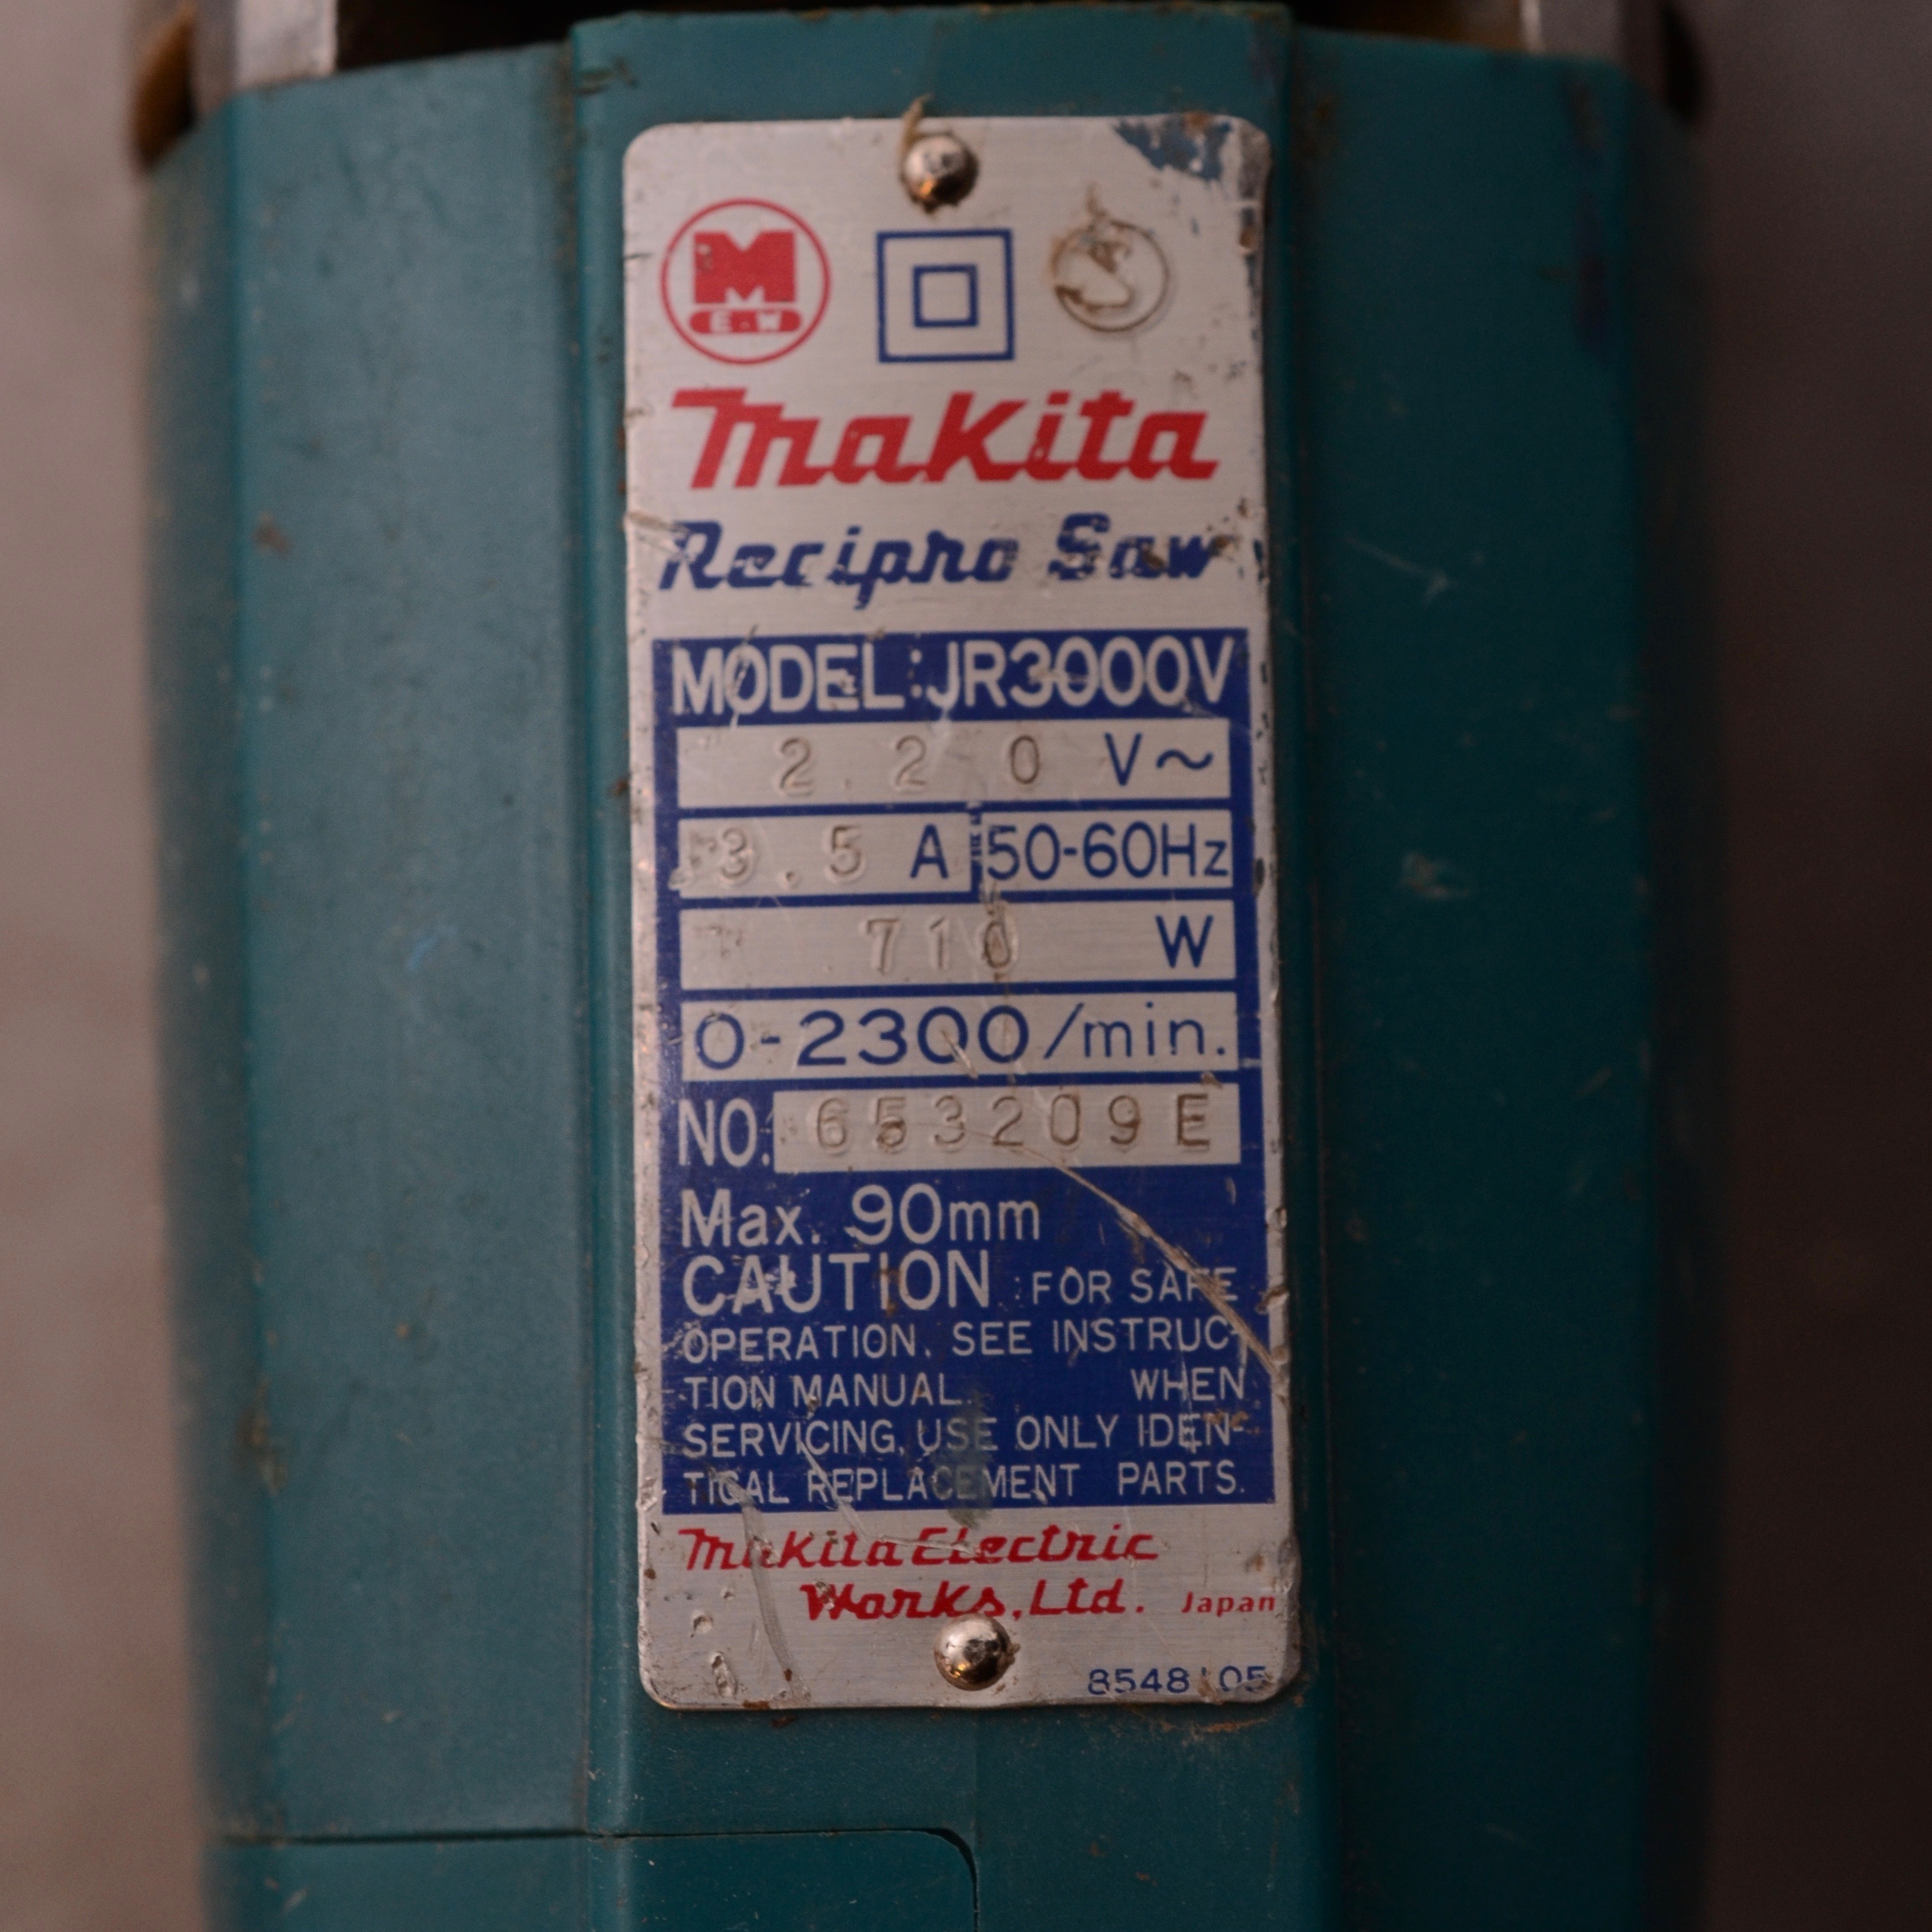 M
E·W
Makita
Recipro Saw
MODEL:JR3000V
220 V~
3.5 A 50-60Hz
710 W
0-2300/min.
NO. 653209E
Max. 90mm
CAUTION : FOR SAFE
OPERATION, SEE INSTRUC-
TION MANUAL. WHEN
SERVICING, USE ONLY IDEN-
TICAL REPLACEMENT PARTS.
Makita Electric
Works, Ltd. Japan